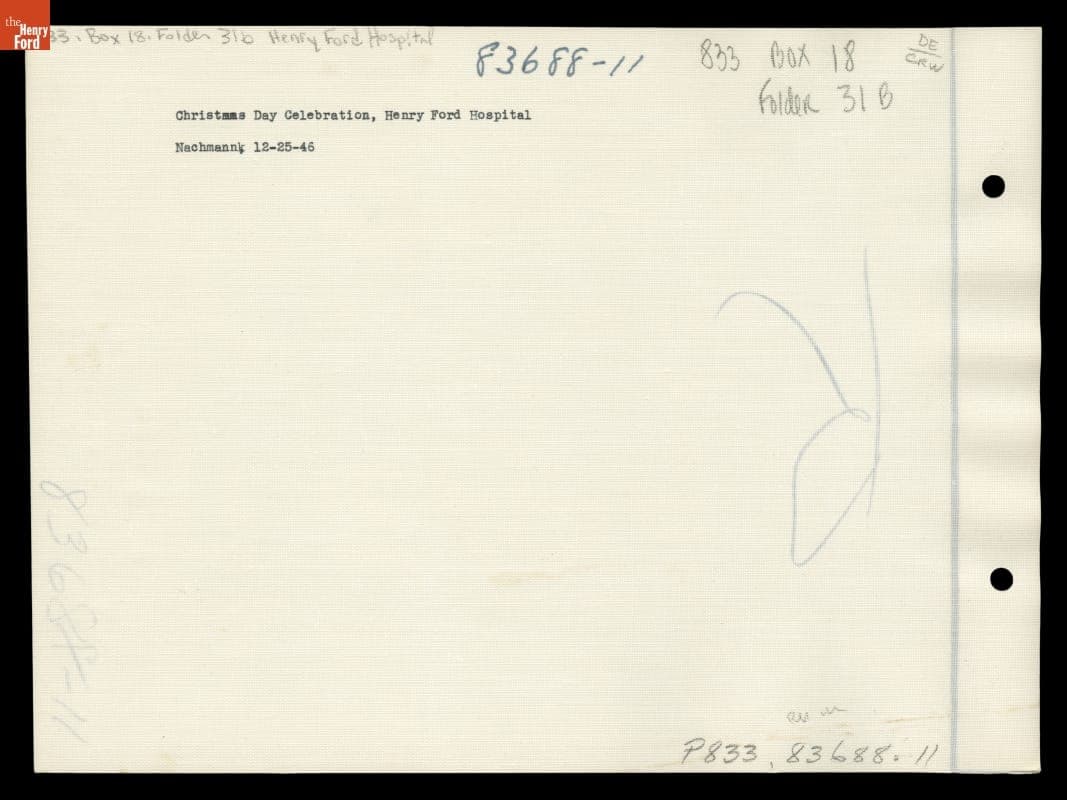 the
Henry
Ford
33. Box 18. Folder 31b Henry Ford Hospital
83688-11
833 Box 18
Folder 31 B
DE
CRW
Christmas Day Celebration, Henry Ford Hospital
Nachmann; 12-25-46
83688-11
P833, 83688.11